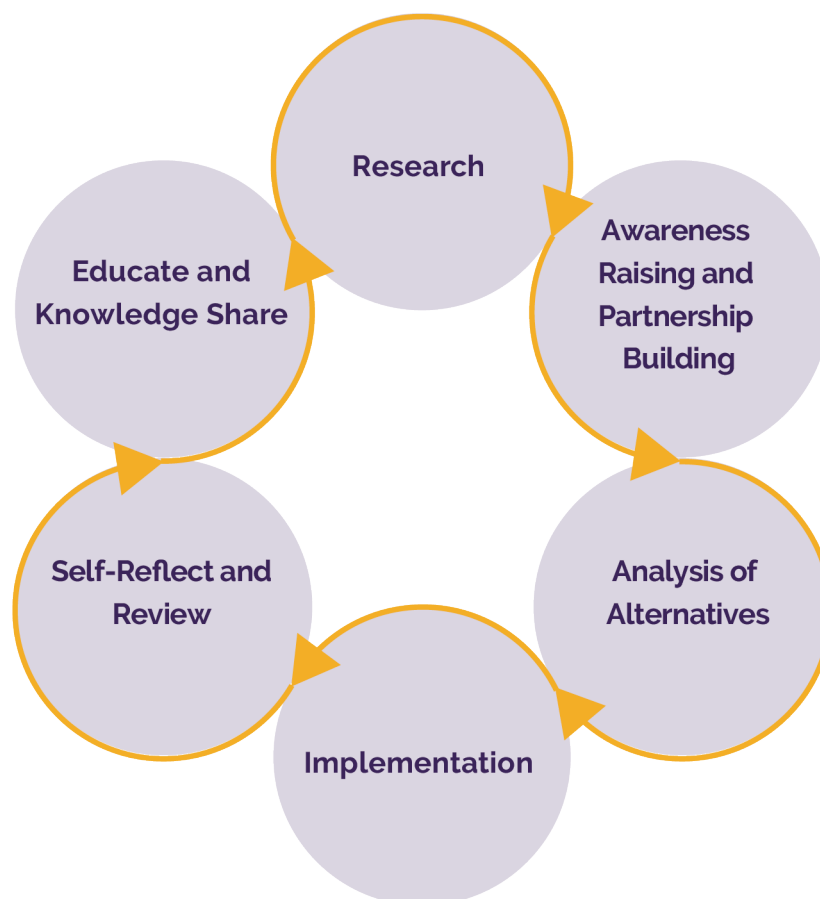 Research
Awareness
Raising and
Partnership
Building
Analysis of
Alternatives
Implementation
Self-Reflect and
Review
Educate and
Knowledge Share